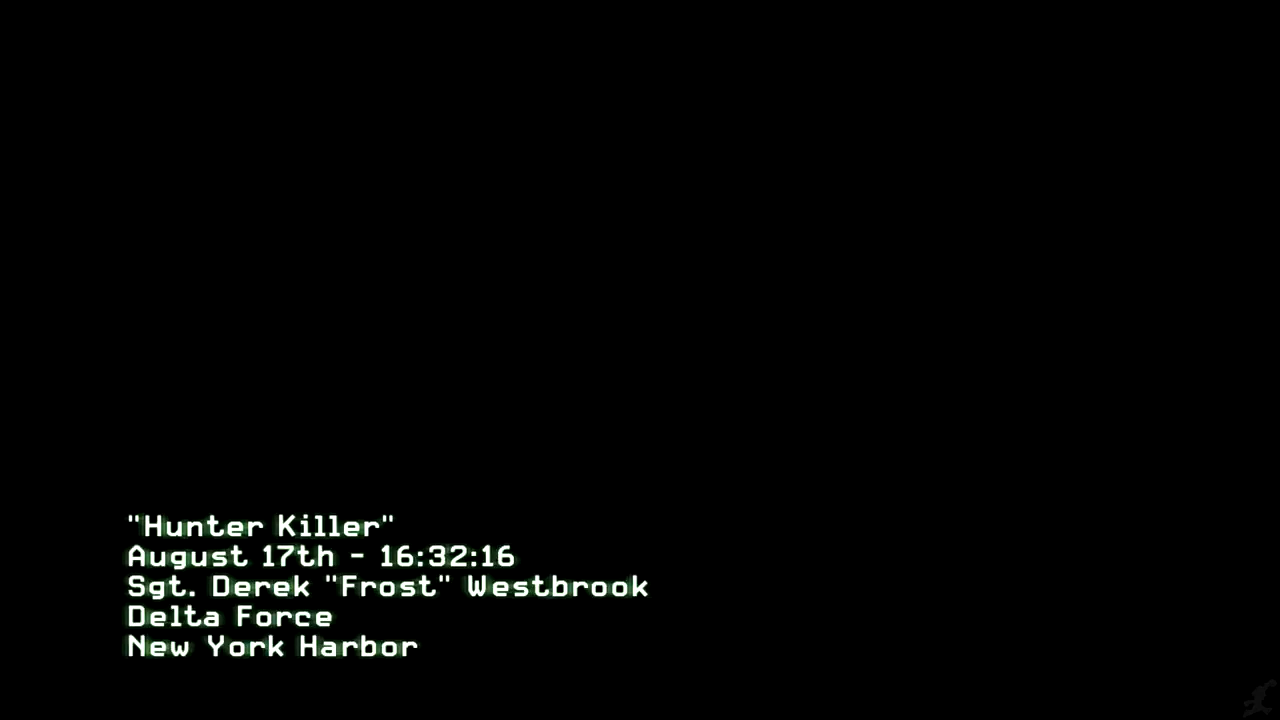 "Hunter Killer"
August 17th - 16:32:16
Sgt. Derek "Frost" Westbrook
Delta Force
New York Harbor